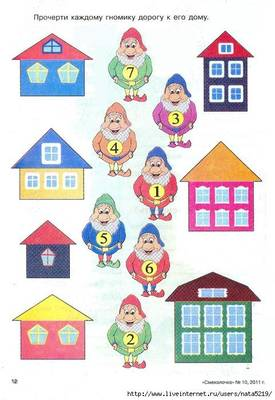 Прочерти каждому гномику дорогу к его дому.
7
3
4
1
5
6
2
12
«Смекалочка» № 10, 2011 г.
>http://www.liveinternet.ru/users/nata5219/